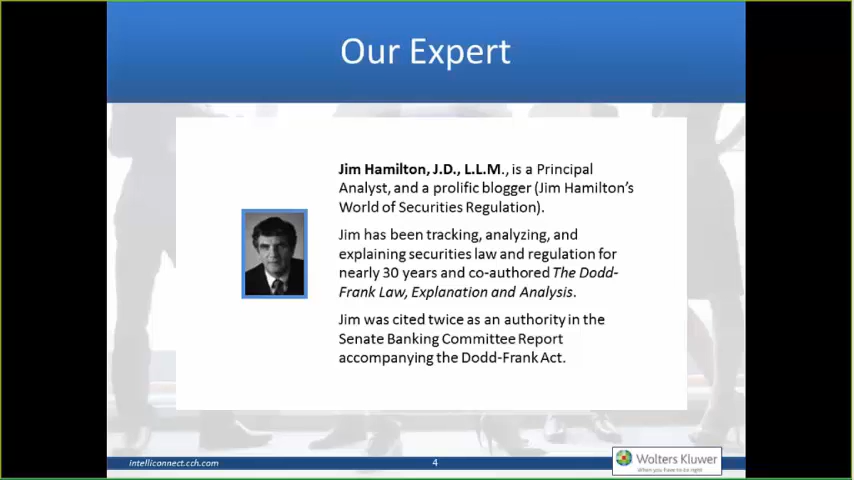 Our Expert
Jim Hamilton, J.D., L.L.M., is a Principal
Analyst, and a prolific blogger (Jim Hamilton's
World of Securities Regulation).
Jim has been tracking, analyzing, and
explaining securities law and regulation for
nearly 30 years and co-authored The Dodd-
Frank Law, Explanation and Analysis.
Jim was cited twice as an authority in the
Senate Banking Committee Report
accompanying the Dodd-Frank Act.
intelliconnect.cch.com
4
Wolters Kluwer
When you have to be right